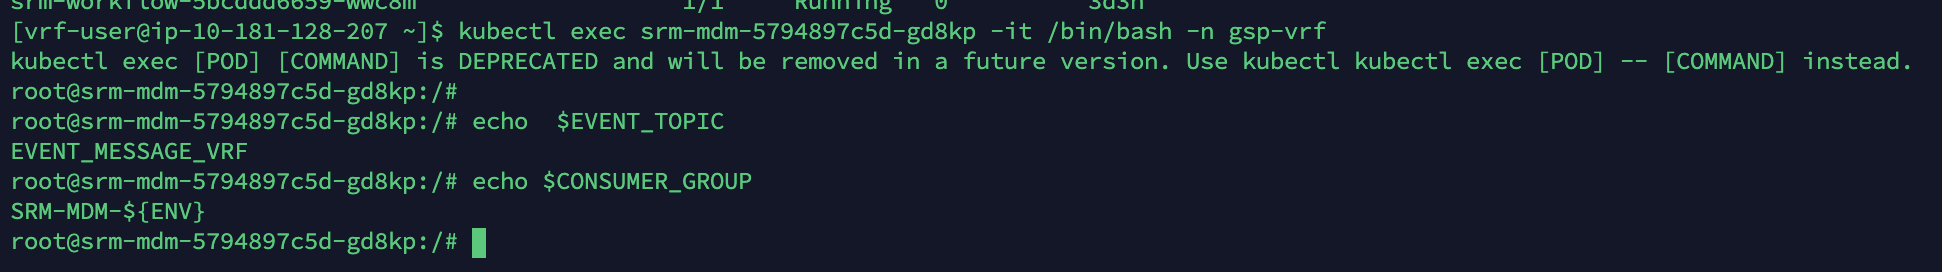 srm-workflow-5bcddd6659-wwc8m 1/1 Running 0 3d3h
[vrf-user@ip-10-181-128-207 ~]$ kubectl exec srm-mdm-5794897c5d-gd8kp -it /bin/bash -n gsp-vrf
kubectl exec [POD] [COMMAND] is DEPRECATED and will be removed in a future version. Use kubectl kubectl exec [POD] -- [COMMAND] instead.
root@srm-mdm-5794897c5d-gd8kp:/#
root@srm-mdm-5794897c5d-gd8kp:/# echo  $EVENT_TOPIC
EVENT_MESSAGE_VRF
root@srm-mdm-5794897c5d-gd8kp:/# echo $CONSUMER_GROUP
SRM-MDM-${ENV}
root@srm-mdm-5794897c5d-gd8kp:/#